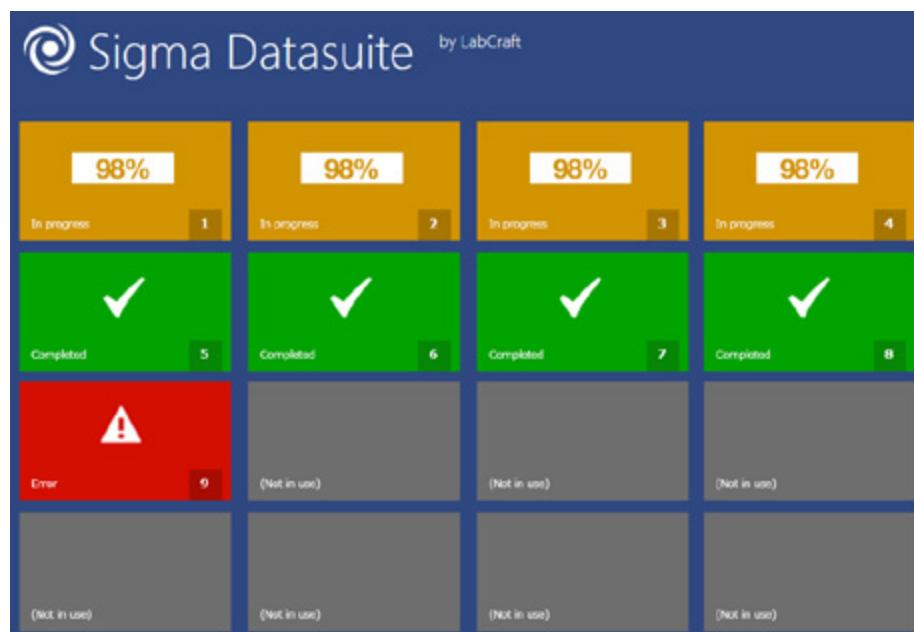 Sigma Datasuite by LabCraft
98% 98% 98% 98%
In progress 1 In progress 2 In progress 3 In progress 4
Completed 5 Completed 6 Completed 7 Completed 8
Error 9 (Not in use) (Not in use) (Not in use)
(Not in use) (Not in use) (Not in use) (Not in use)